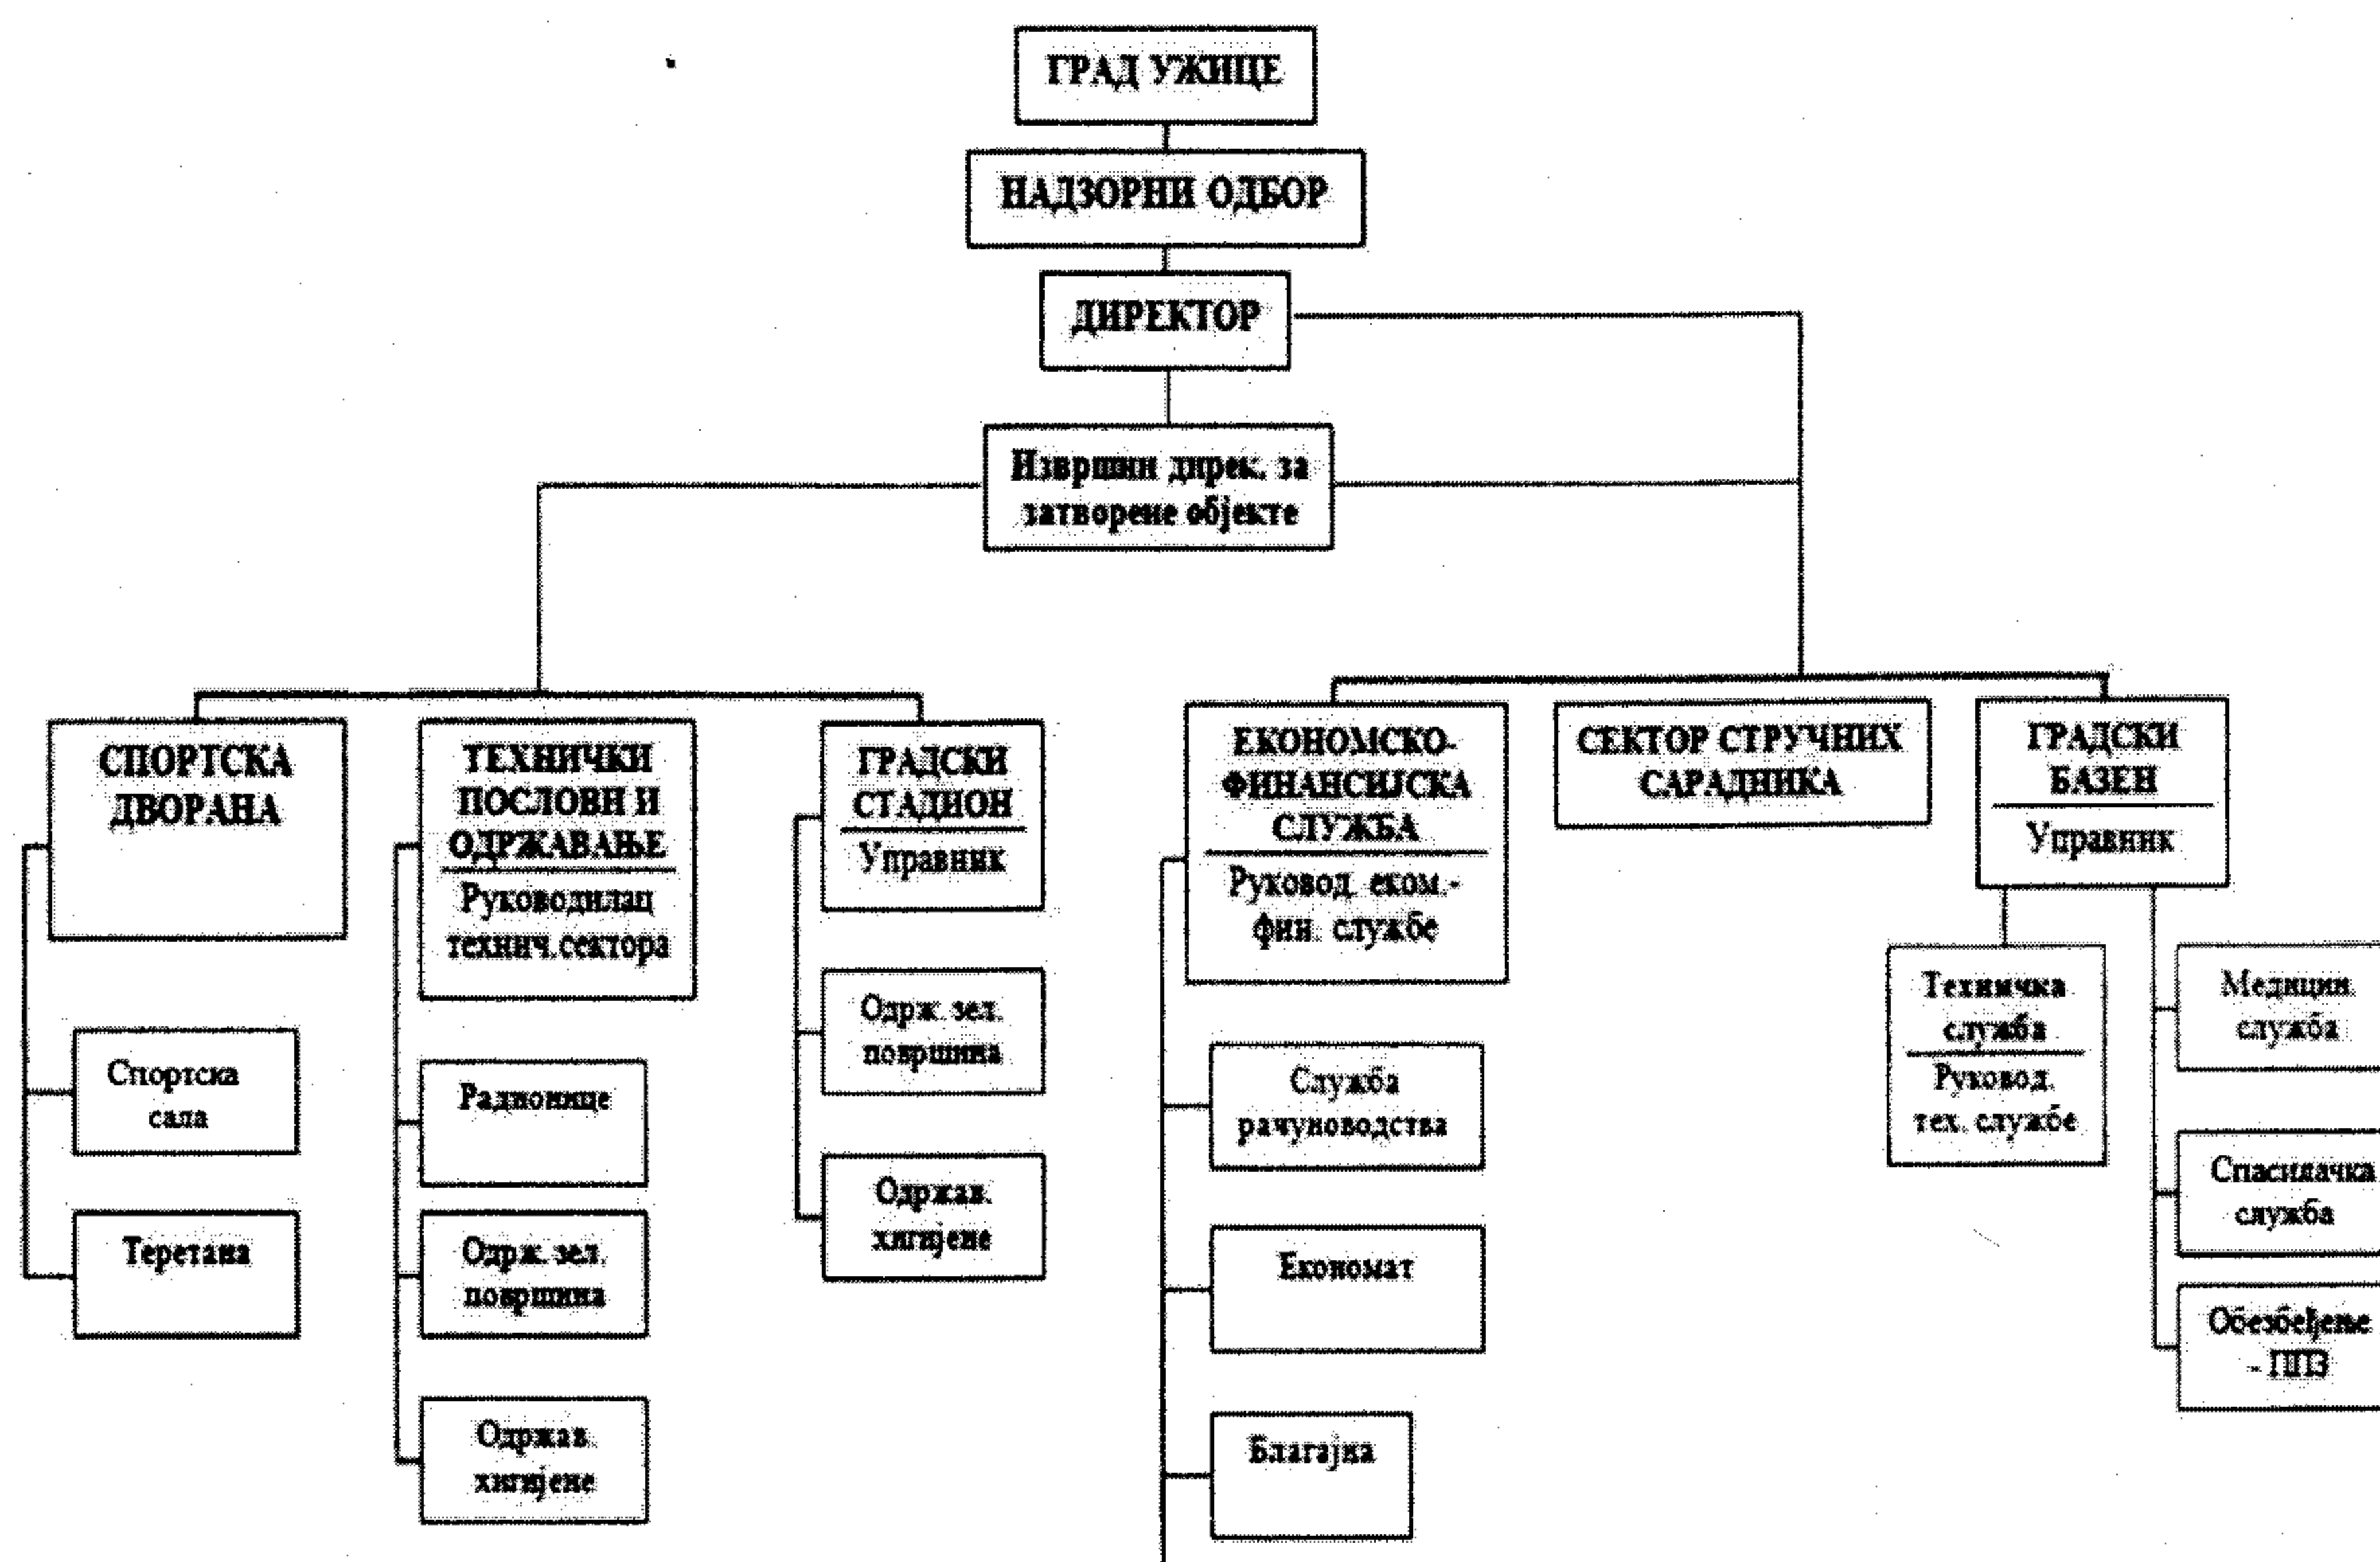 ГРАД УЖИЦЕ
НАДЗОРНИ ОДБОР
ДИРЕКТОР
Извршни дирек. за
затворене објекте
СПОРТСКА
ДВОРАНА
Спортска
сала
Теретана
ТЕХНИЧКИ
ПОСЛОВИ И
ОДРЖАВАЊЕ
Руководилац
технич.сектора
Радионице
Одрж. зел.
површина
Одржав.
хигијене
ГРАДСКИ
СТАДИОН
Управник
Одрж. зел.
површина
Одржав.
хигијене
ЕКОНОМСКО-
ФИНАНСИЈСКА
СЛУЖБА
Руковод. еком.-
фин. службе
Служба
рачуноводства
Економат
Благајна
СЕКТОР СТРУЧНИХ
САРАДНИКА
ГРАДСКИ
БАЗЕН
Управник
Техничка
служба
Руковод.
тех. службе
Медицин.
служба
Спасилачка
служба
Обезбеђење
- ППЗ